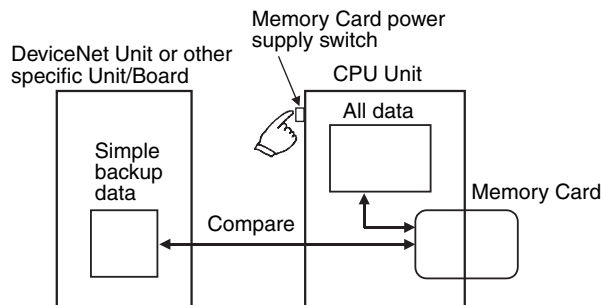 Memory Card power
supply switch
DeviceNet Unit or other
specific Unit/Board
CPU Unit
All data
Simple
backup
data
Memory Card
Compare